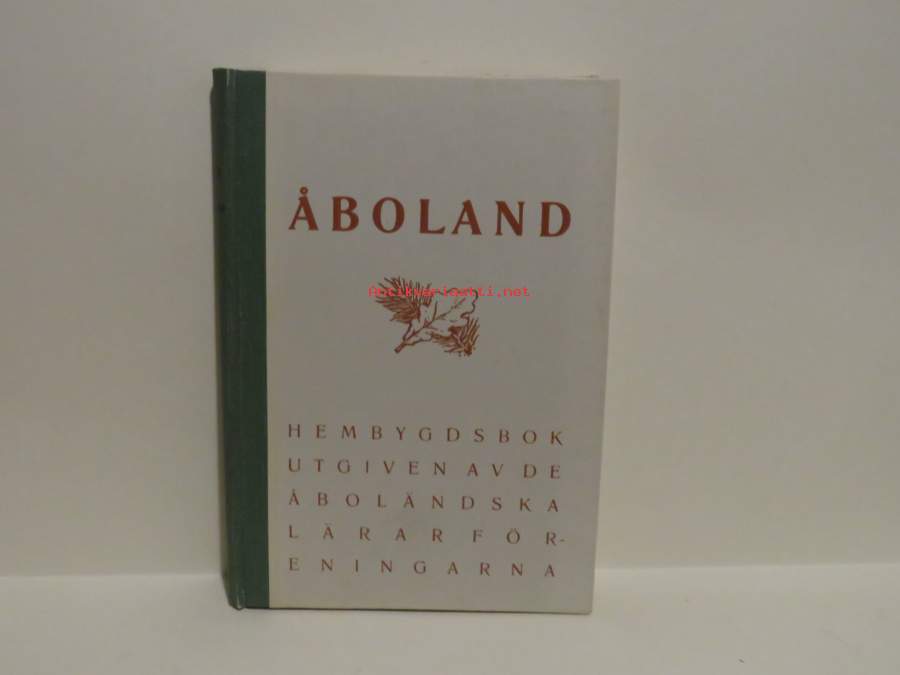 ÅBOLAND
Antikvariaatti.net
HEMBYGDSBOK
UTGIVEN AV DE
ÅBOLÄNDSKA
LÄRARFÖR-
ENINGARNA